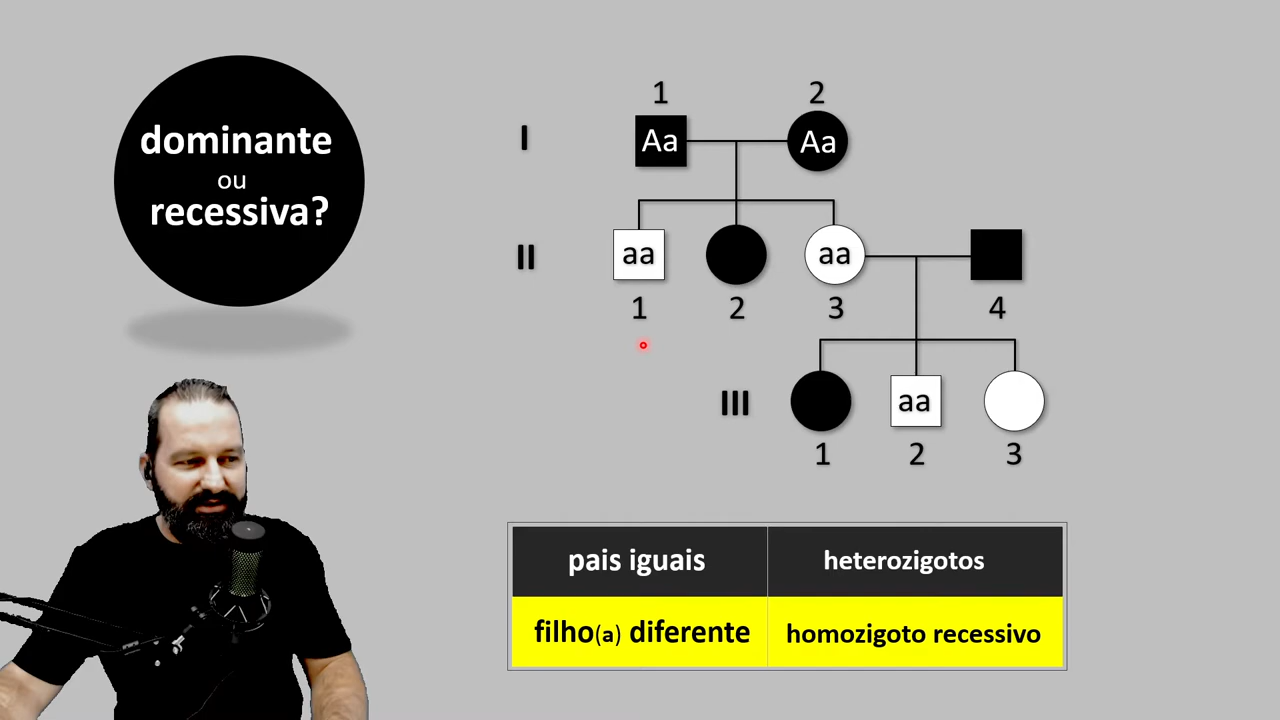 dominante
ou
recessiva?
1 2
I Aa Aa
II aa aa
1 2 3 4
III aa
1 2 3
pais iguais heterozigotos
filho(a) diferente homozigoto recessivo